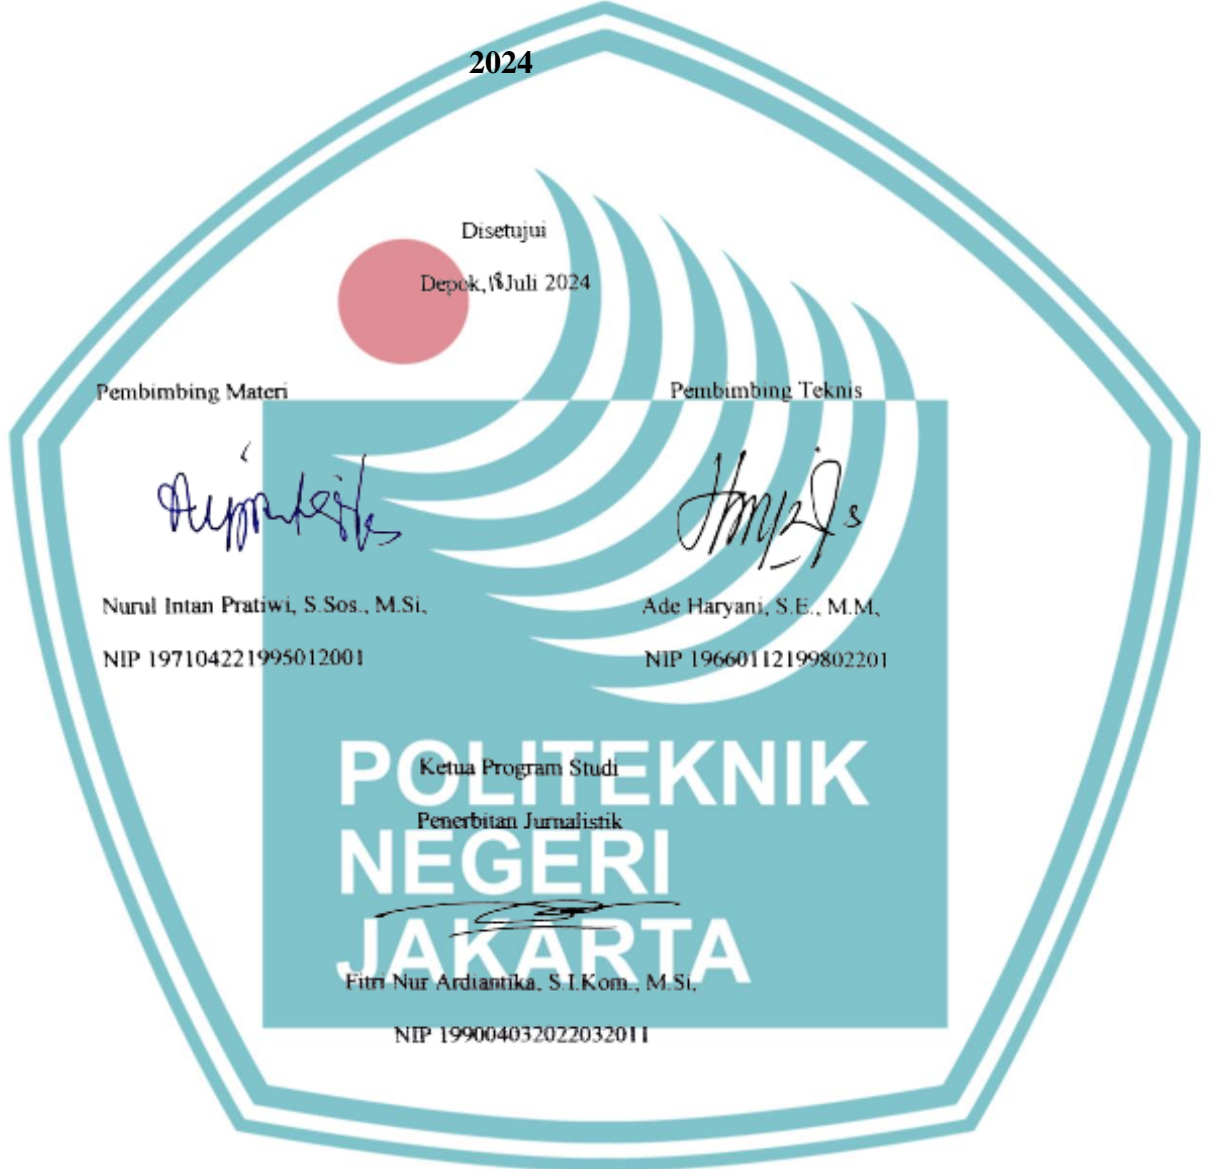 2024
Disetujui
Depok, 18 Juli 2024
Pembimbing Materi
Pembimbing Teknis
Nurul Intan Pratiwi, S.Sos., M.Si,
Ade Haryani, S.E., M.M,
NIP 197104221995012001
NIP 19660112199802201
Ketua Program Studi
Penerbitan Jurnalistik
Fitri Nur Ardiantika, S.I.Kom., M.Si,
NIP 199004032022032011
POLITEKNIK
NEGERI
JAKARTA